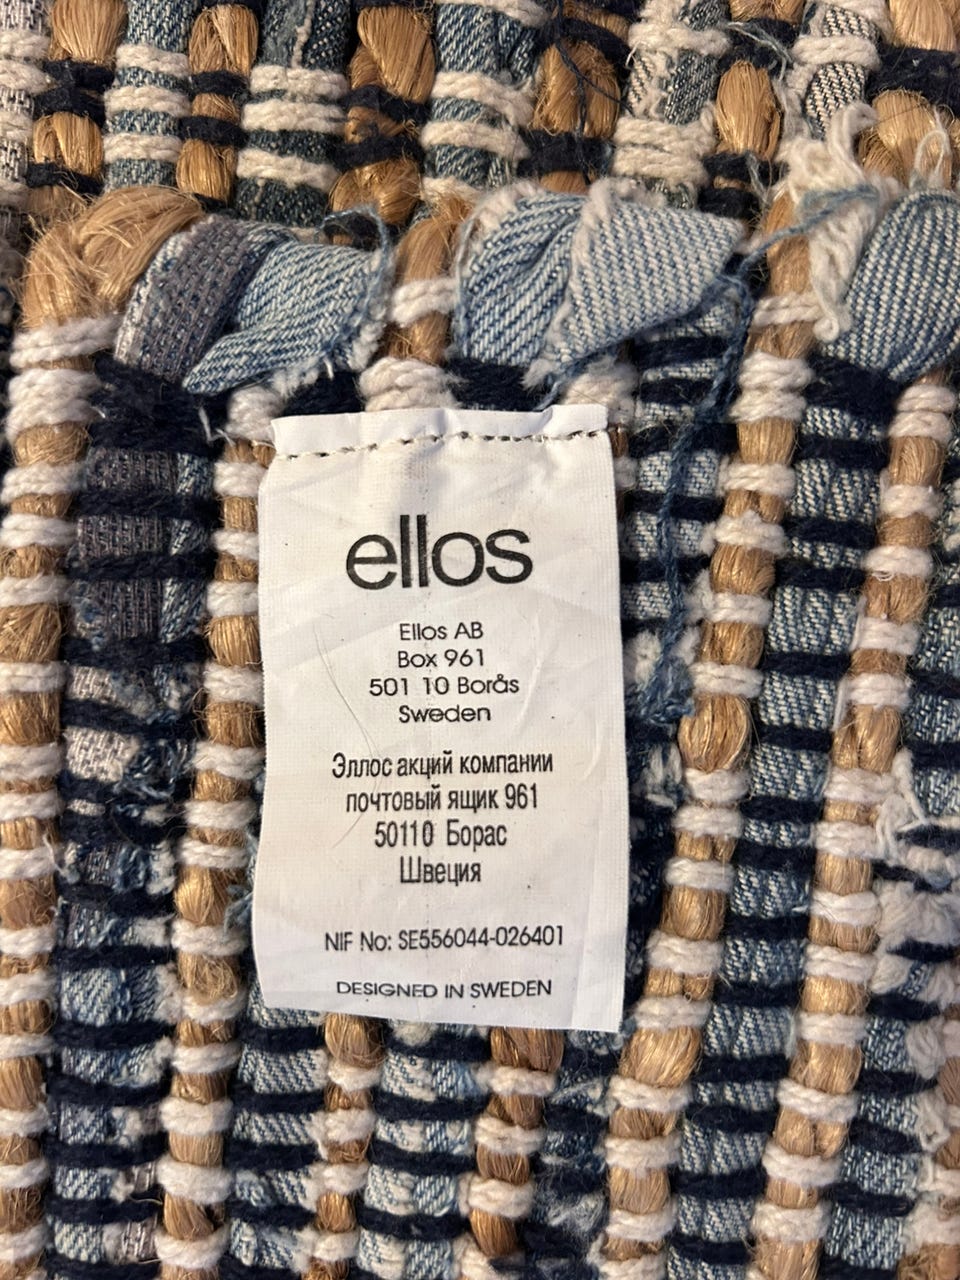 ellos
Ellos AB
Box 961
501 10 Borås
Sweden
Эллос акций компании
почтовый ящик 961
50110 Борас
Швеция
NIF No: SE556044-026401
DESIGNED IN SWEDEN